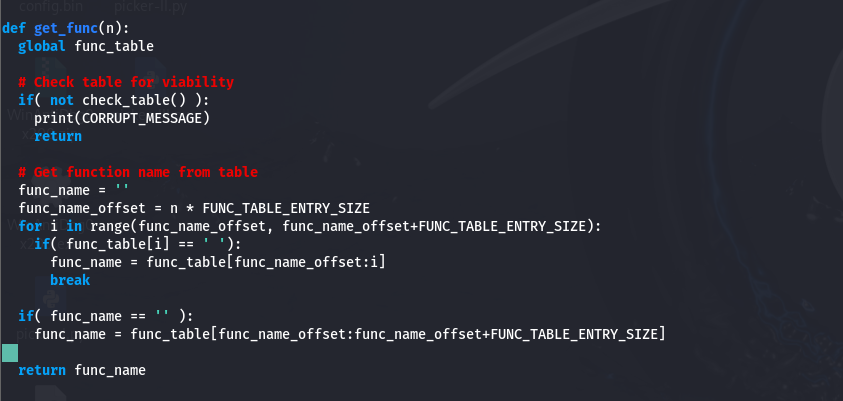 config.bin picker-II.py
def get_func(n):
  global func_table

  # Check table for viability
  if( not check_table() ):
    print(CORRUPT_MESSAGE)
    return

  # Get function name from table
  func_name = ''
  func_name_offset = n * FUNC_TABLE_ENTRY_SIZE
  for i in range(func_name_offset, func_name_offset+FUNC_TABLE_ENTRY_SIZE):
    if( func_table[i] == ' '):
      func_name = func_table[func_name_offset:i]
      break

  if( func_name == '' ):
    func_name = func_table[func_name_offset:func_name_offset+FUNC_TABLE_ENTRY_SIZE]

  return func_name